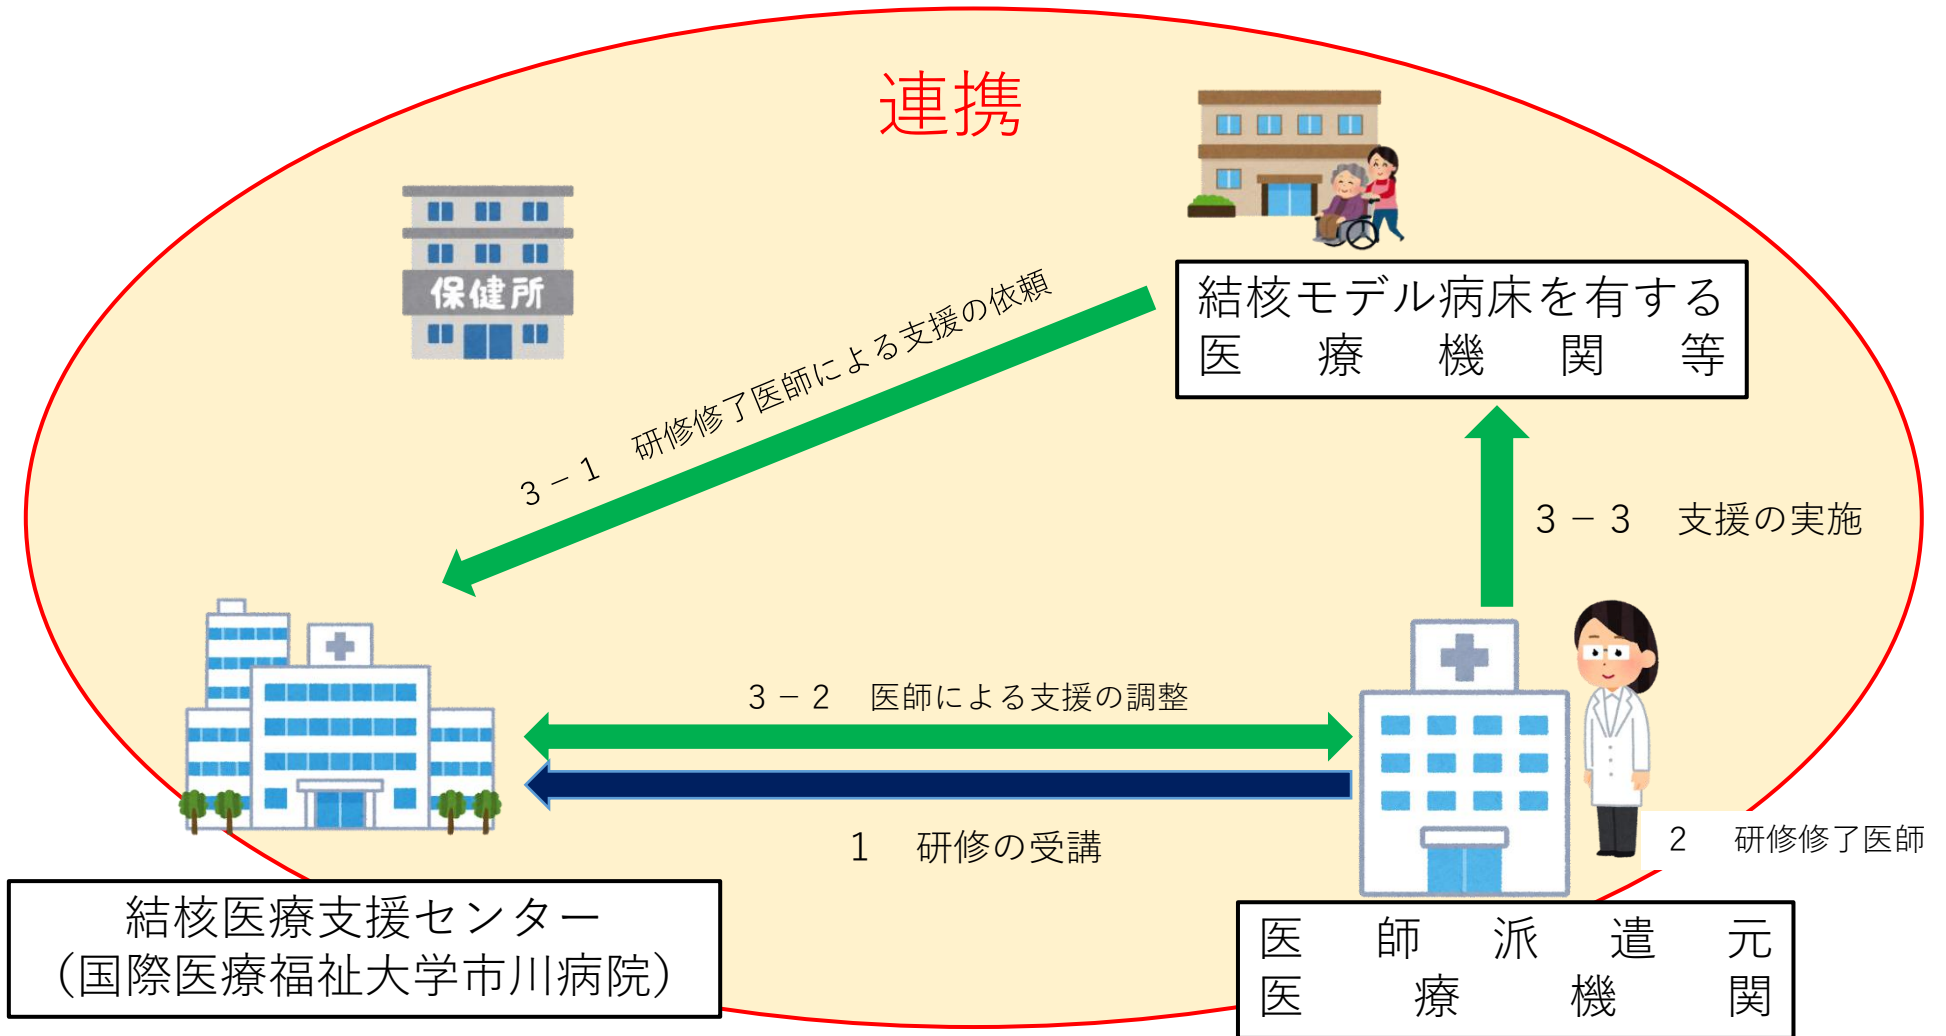 連携
保健所
結核モデル病床を有する
医療機関等
3－1　研修修了医師による支援の依頼
3－3　支援の実施
3－2　医師による支援の調整
1　研修の受講
2　研修修了医師
結核医療支援センター
（国際医療福祉大学市川病院）
医師派遣元
医療機関